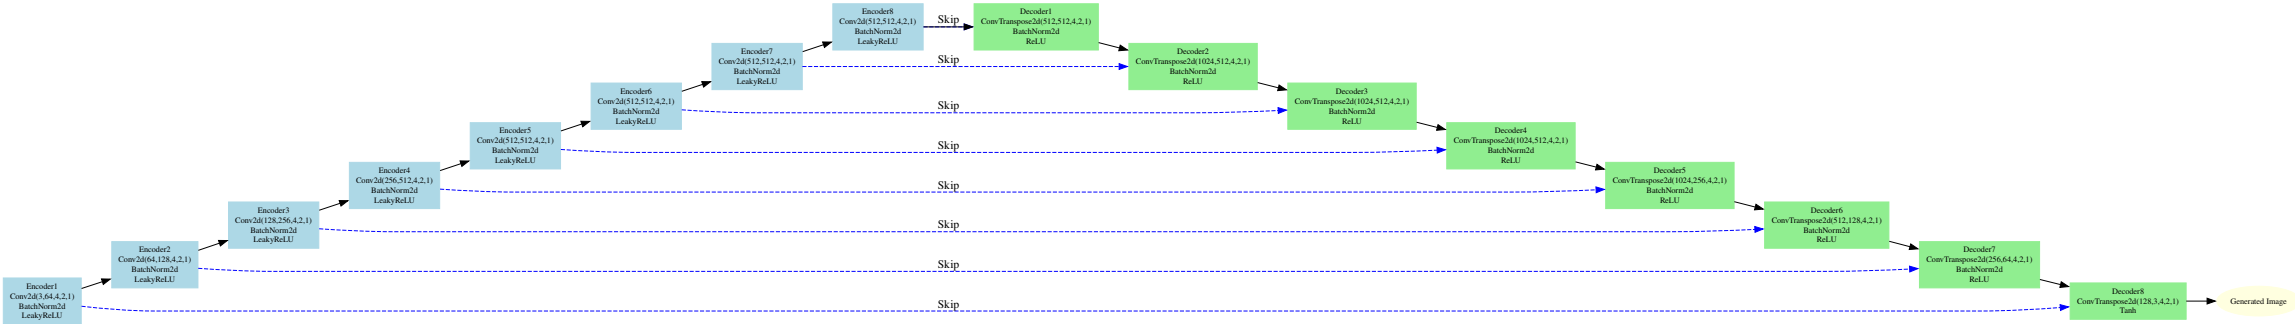 Encoder8
Conv2d(512,512,4,2,1)
BatchNorm2d
LeakyReLU
Skip
Decoder1
ConvTranspose2d(512,512,4,2,1)
BatchNorm2d
ReLU
Encoder7
Conv2d(512,512,4,2,1)
BatchNorm2d
LeakyReLU
Skip
Decoder2
ConvTranspose2d(1024,512,4,2,1)
BatchNorm2d
ReLU
Encoder6
Conv2d(512,512,4,2,1)
BatchNorm2d
LeakyReLU
Skip
Decoder3
ConvTranspose2d(1024,512,4,2,1)
BatchNorm2d
ReLU
Encoder5
Conv2d(512,512,4,2,1)
BatchNorm2d
LeakyReLU
Skip
Decoder4
ConvTranspose2d(1024,512,4,2,1)
BatchNorm2d
ReLU
Encoder4
Conv2d(256,512,4,2,1)
BatchNorm2d
LeakyReLU
Skip
Decoder5
ConvTranspose2d(1024,256,4,2,1)
BatchNorm2d
ReLU
Encoder3
Conv2d(128,256,4,2,1)
BatchNorm2d
LeakyReLU
Skip
Decoder6
ConvTranspose2d(512,128,4,2,1)
BatchNorm2d
ReLU
Encoder2
Conv2d(64,128,4,2,1)
BatchNorm2d
LeakyReLU
Skip
Decoder7
ConvTranspose2d(256,64,4,2,1)
BatchNorm2d
ReLU
Encoder1
Conv2d(3,64,4,2,1)
BatchNorm2d
LeakyReLU
Skip
Decoder8
ConvTranspose2d(128,3,4,2,1)
Tanh
Generated Image